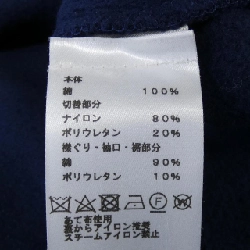 本体
綿 100%
切替部分
ナイロン 80%
ポリウレタン 20%
衿ぐり・袖口・裾部分
綿 90%
ポリウレタン 10%
あて布使用
裏からアイロン推奨
スチームアイロン禁止